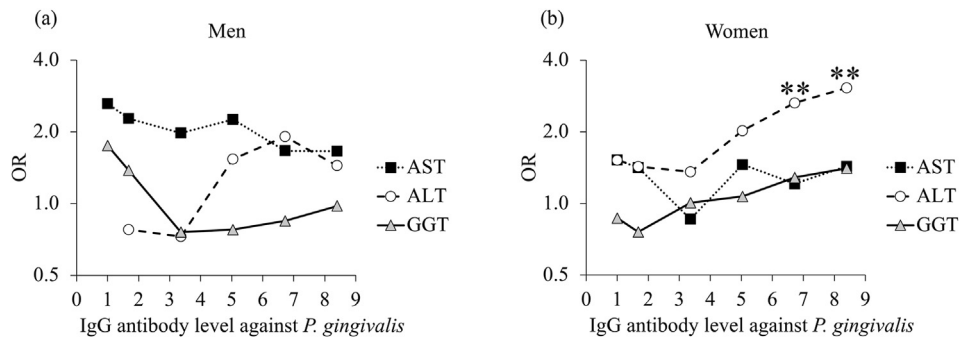 (a)
Men
4.0
2.0
1.0
0.5
OR
0 1 2 3 4 5 6 7 8 9
IgG antibody level against P. gingivalis
AST
ALT
GGT
(b)
Women
4.0
2.0
1.0
0.5
OR
0 1 2 3 4 5 6 7 8 9
IgG antibody level against P. gingivalis
**
**
AST
ALT
GGT